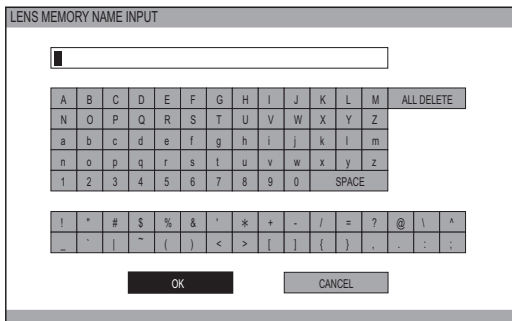 LENS MEMORY NAME INPUT
A B C D E F G H I J K L M ALL DELETE
N O P Q R S T U V W X Y Z
a b c d e f g h i j k l m
n o p q r s t u v w x y z
1 2 3 4 5 6 7 8 9 0 SPACE
! " # $ % & ' * + - / = ? @ \ ^
_ ` | ~ ( ) < > [ ] { } , . : ;
OK CANCEL